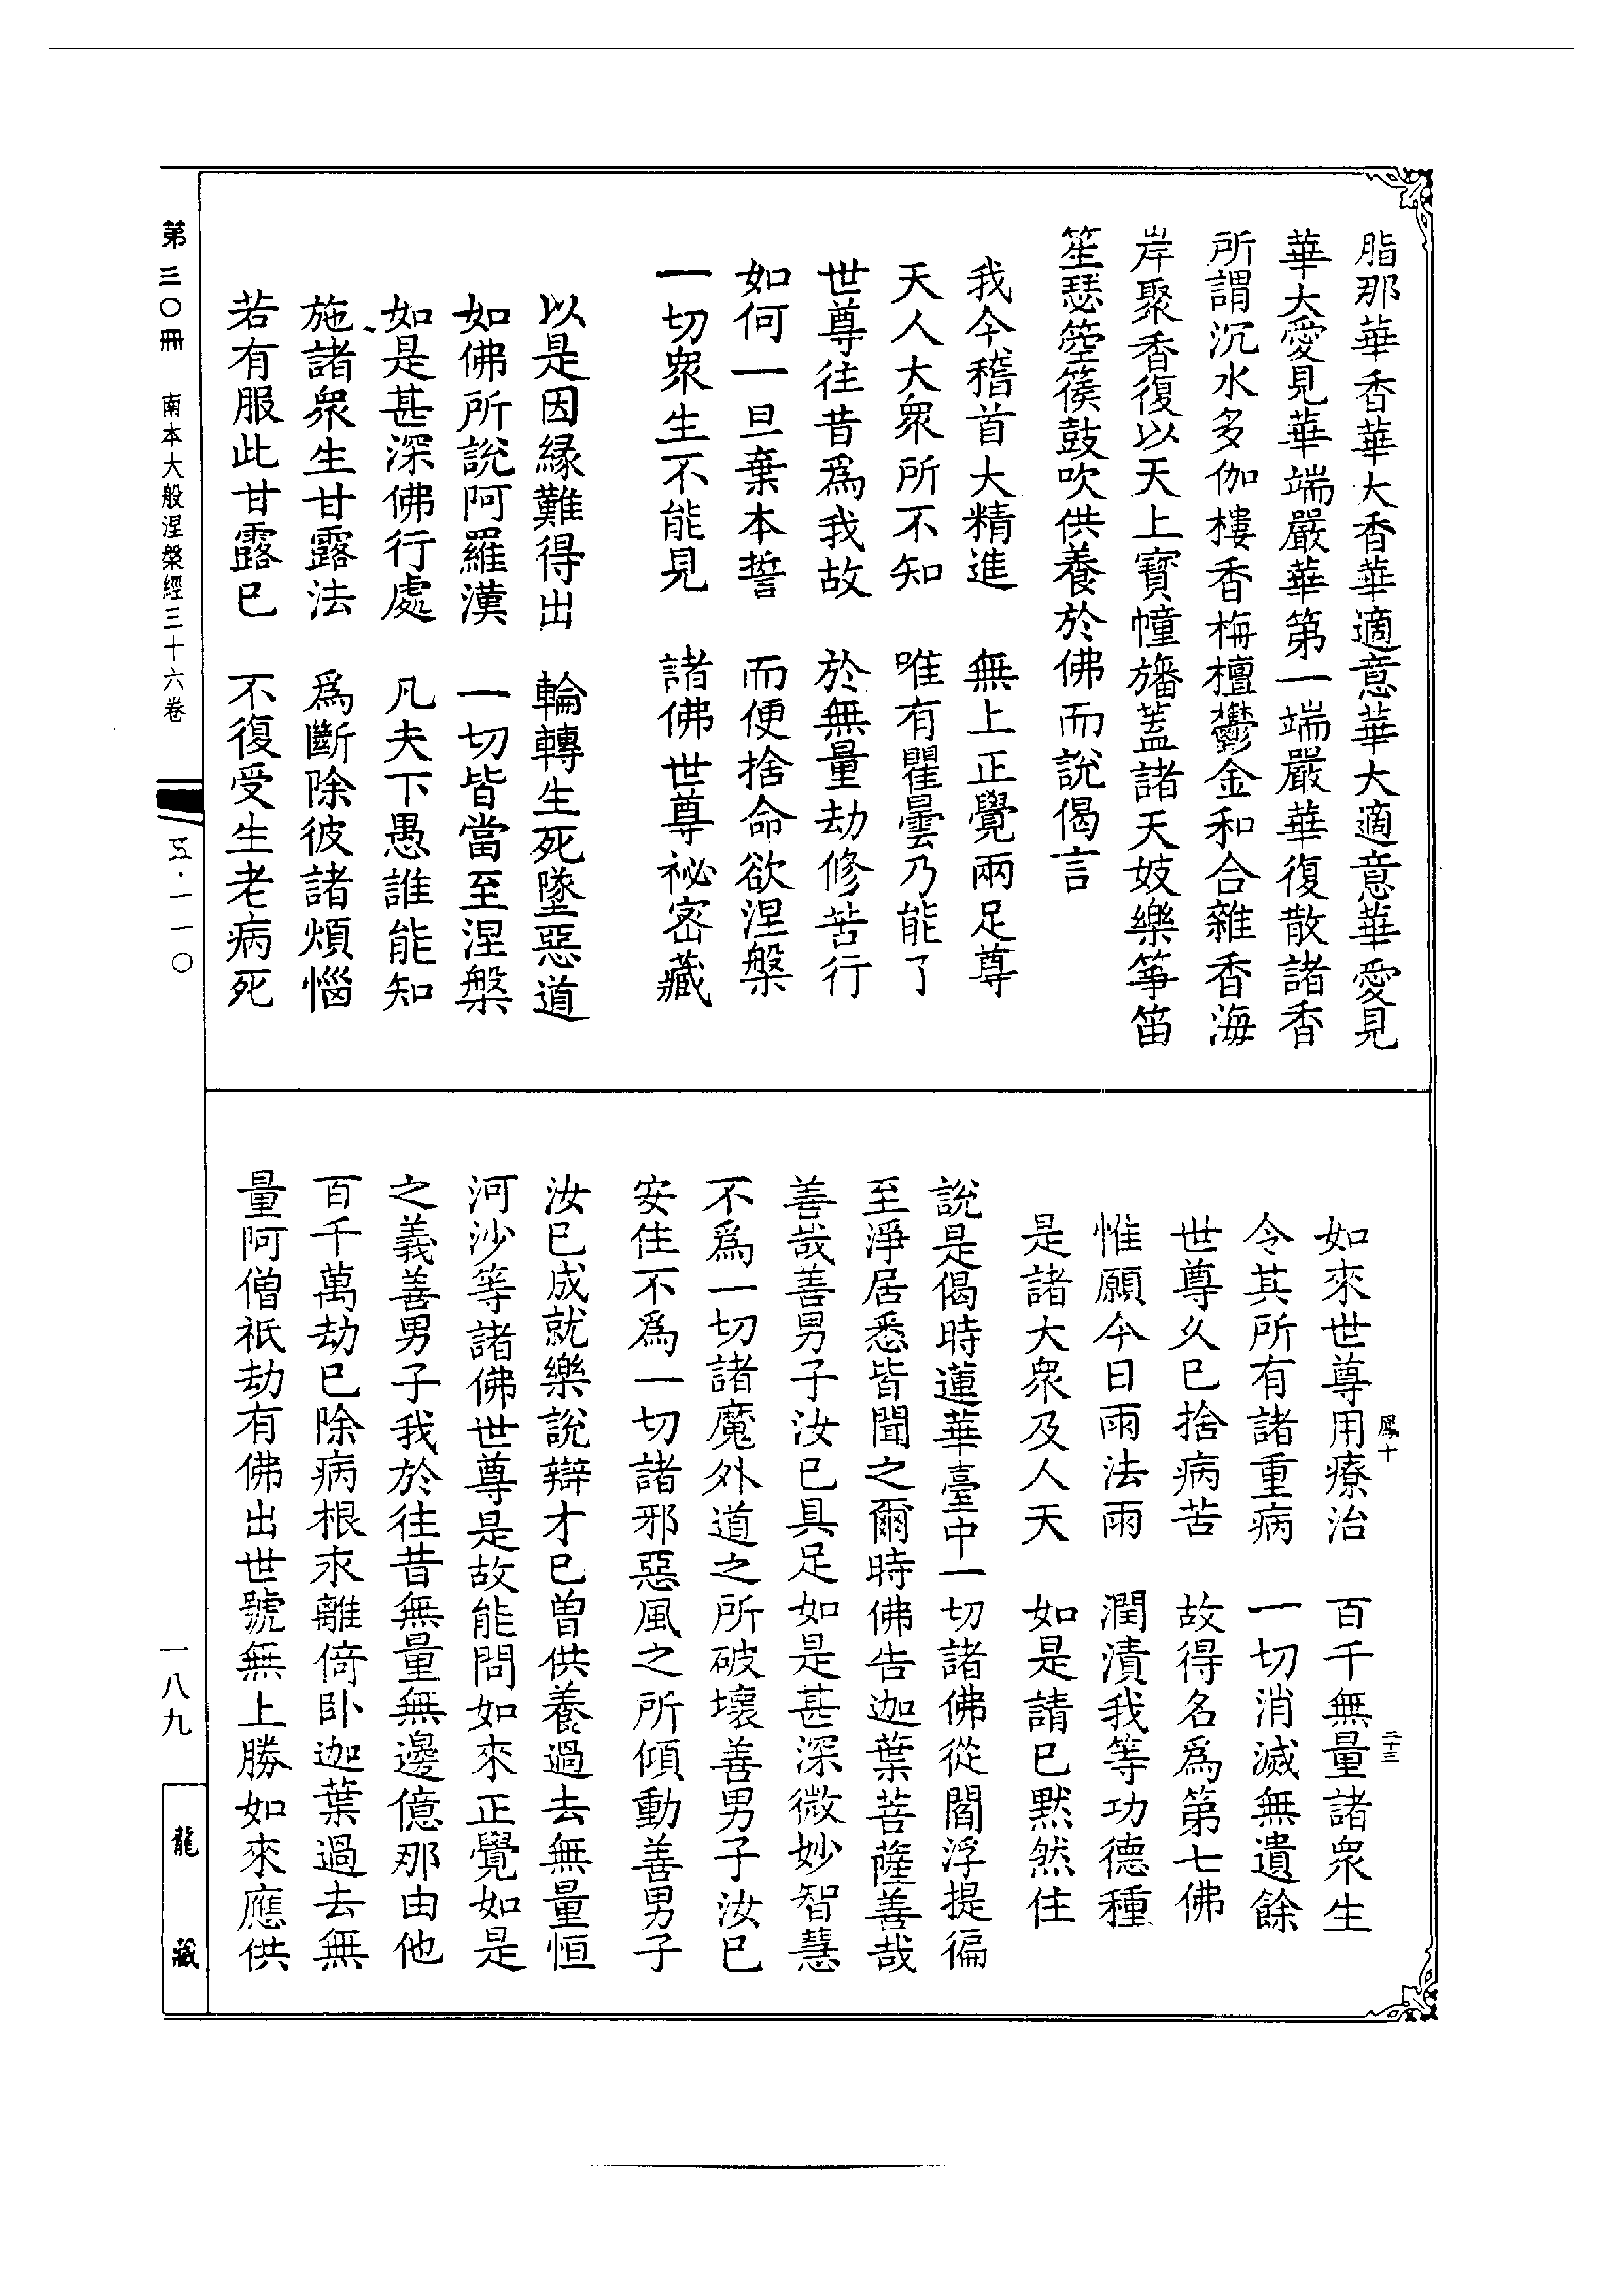 脂那華香華大香華適意華大適意華愛見
華大愛見華端嚴華第一端嚴華復散諸香
所謂沉水多伽樓香栴檀鬱金和合雜香海
岸聚香復以天上寶幢旛蓋諸天妓樂箏笛
笙瑟箜篌鼓吹供養於佛而說偈言
我今稽首大精進　無上正覺兩足尊
天人大衆所不知　唯有瞿曇乃能了
世尊往昔爲我故　於無量劫修苦行
如何一旦棄本誓　而便捨命欲涅槃
一切衆生不能見　諸佛世尊祕密藏
以是因緣難得出　輪轉生死墜惡道
如佛所說阿羅漢　一切皆當至涅槃
如是甚深佛行處　凡夫下愚誰能知
施諸衆生甘露法　爲斷除彼諸煩惱
若有服此甘露已　不復受生老病死
如來世尊用療治　百千無量諸衆生
令其所有諸重病　一切消滅無遺餘
世尊久已捨病苦　故得名爲第七佛
惟願今日雨法雨　潤漬我等功德種
是諸大衆及人天　如是請已默然住
說是偈時蓮華臺中一切諸佛從閻浮提徧
至淨居悉皆聞之爾時佛告迦葉菩薩善哉
善哉善男子汝已具足如是甚深微妙智慧
不爲一切諸魔外道之所破壞善男子汝已
安住不爲一切諸邪惡風之所傾動善男子
汝已成就樂說辯才已曾供養過去無量恒
河沙等諸佛世尊是故能問如來正覺如是
之義善男子我於往昔無量無邊億那由他
百千萬劫已除病根永離倚卧迦葉過去無
量阿僧祇劫有佛出世號無上勝如來應供
鳳十
二十三
第三〇冊　南本大般涅槃經三十六卷
五·一一〇
一八九
龍藏